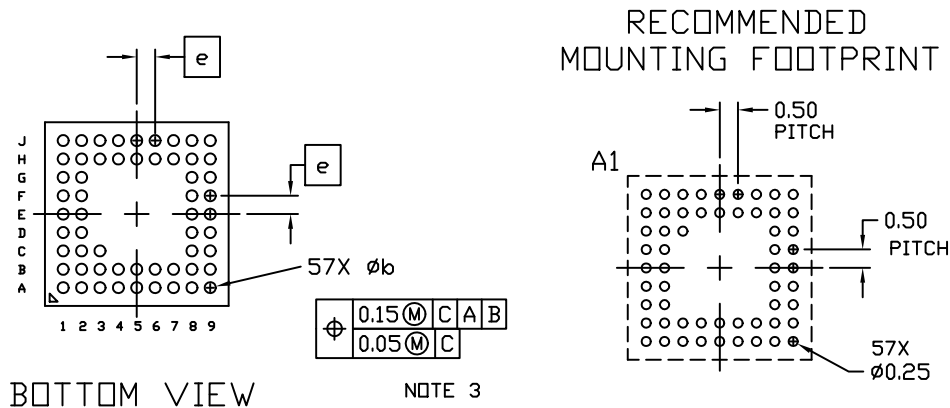 RECOMMENDED
MOUNTING FOOTPRINT
e
0.50
PITCH
A1
J
H
G
F
E
D
C
B
A
e
0.50
PITCH
57X Øb
1 2 3 4 5 6 7 8 9
⌖ 0.15 Ⓜ C A B
0.05 Ⓜ C
57X
Ø0.25
BOTTOM VIEW
NOTE 3